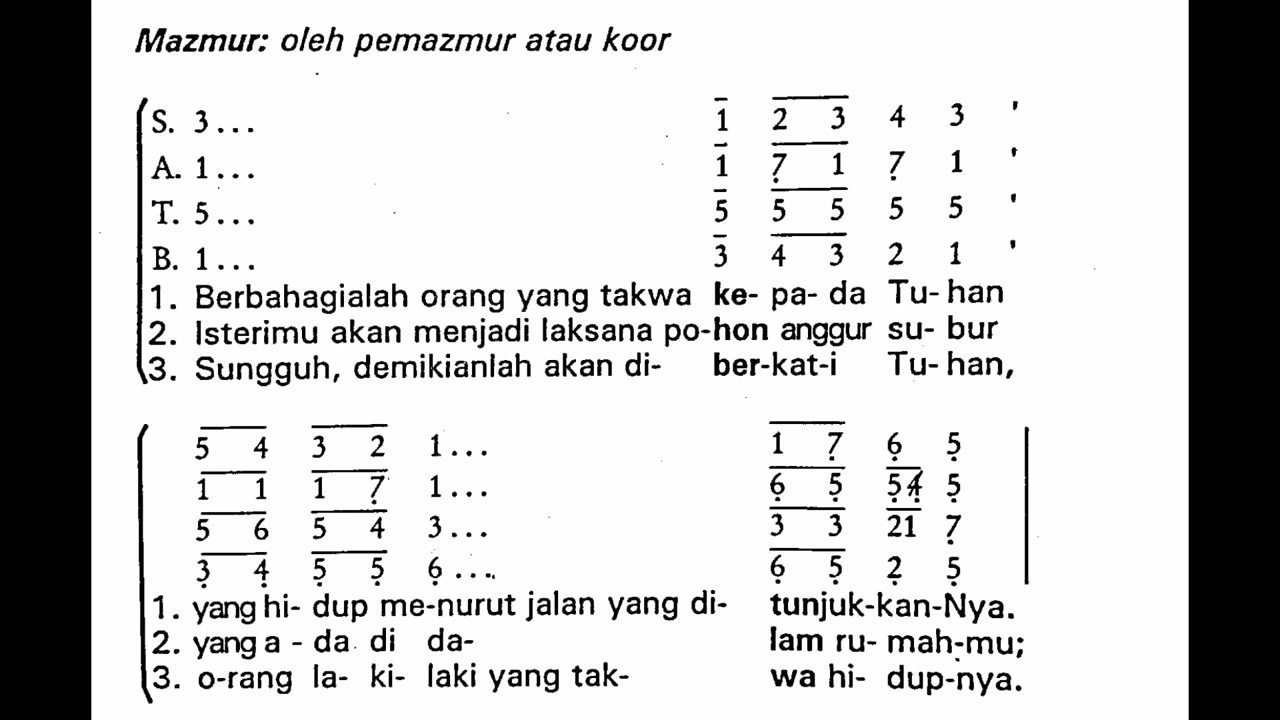 Mazmur: oleh pemazmur atau koor
S. 3... 1 2 3 4 3 '
A. 1... 1 7̣ 1 7̣ 1 '
T. 5... 5 5 5 5 5 '
B. 1... 3 4 3 2 1 '
1. Berbahagialah orang yang takwa ke- pa- da Tu- han
2. Isterimu akan menjadi laksana po-hon anggur su- bur
3. Sungguh, demikianlah akan di- ber-kat-i Tu- han,
5 4 3 2 1... 1 7̣ 6̣ 5̣
1 1 1 7̣ 1... 6̣ 5̣ 5̣4̣ 5̣
5 6 5 4 3... 3 3 21 7̣
3̣ 4̣ 5̣ 5̣ 6̣... 6̣ 5̣ 2̣ 5̣
1. yang hi- dup me-nurut jalan yang di- tunjuk-kan-Nya.
2. yang a - da di da- lam ru- mah-mu;
3. o-rang la- ki- laki yang tak- wa hi- dup-nya.